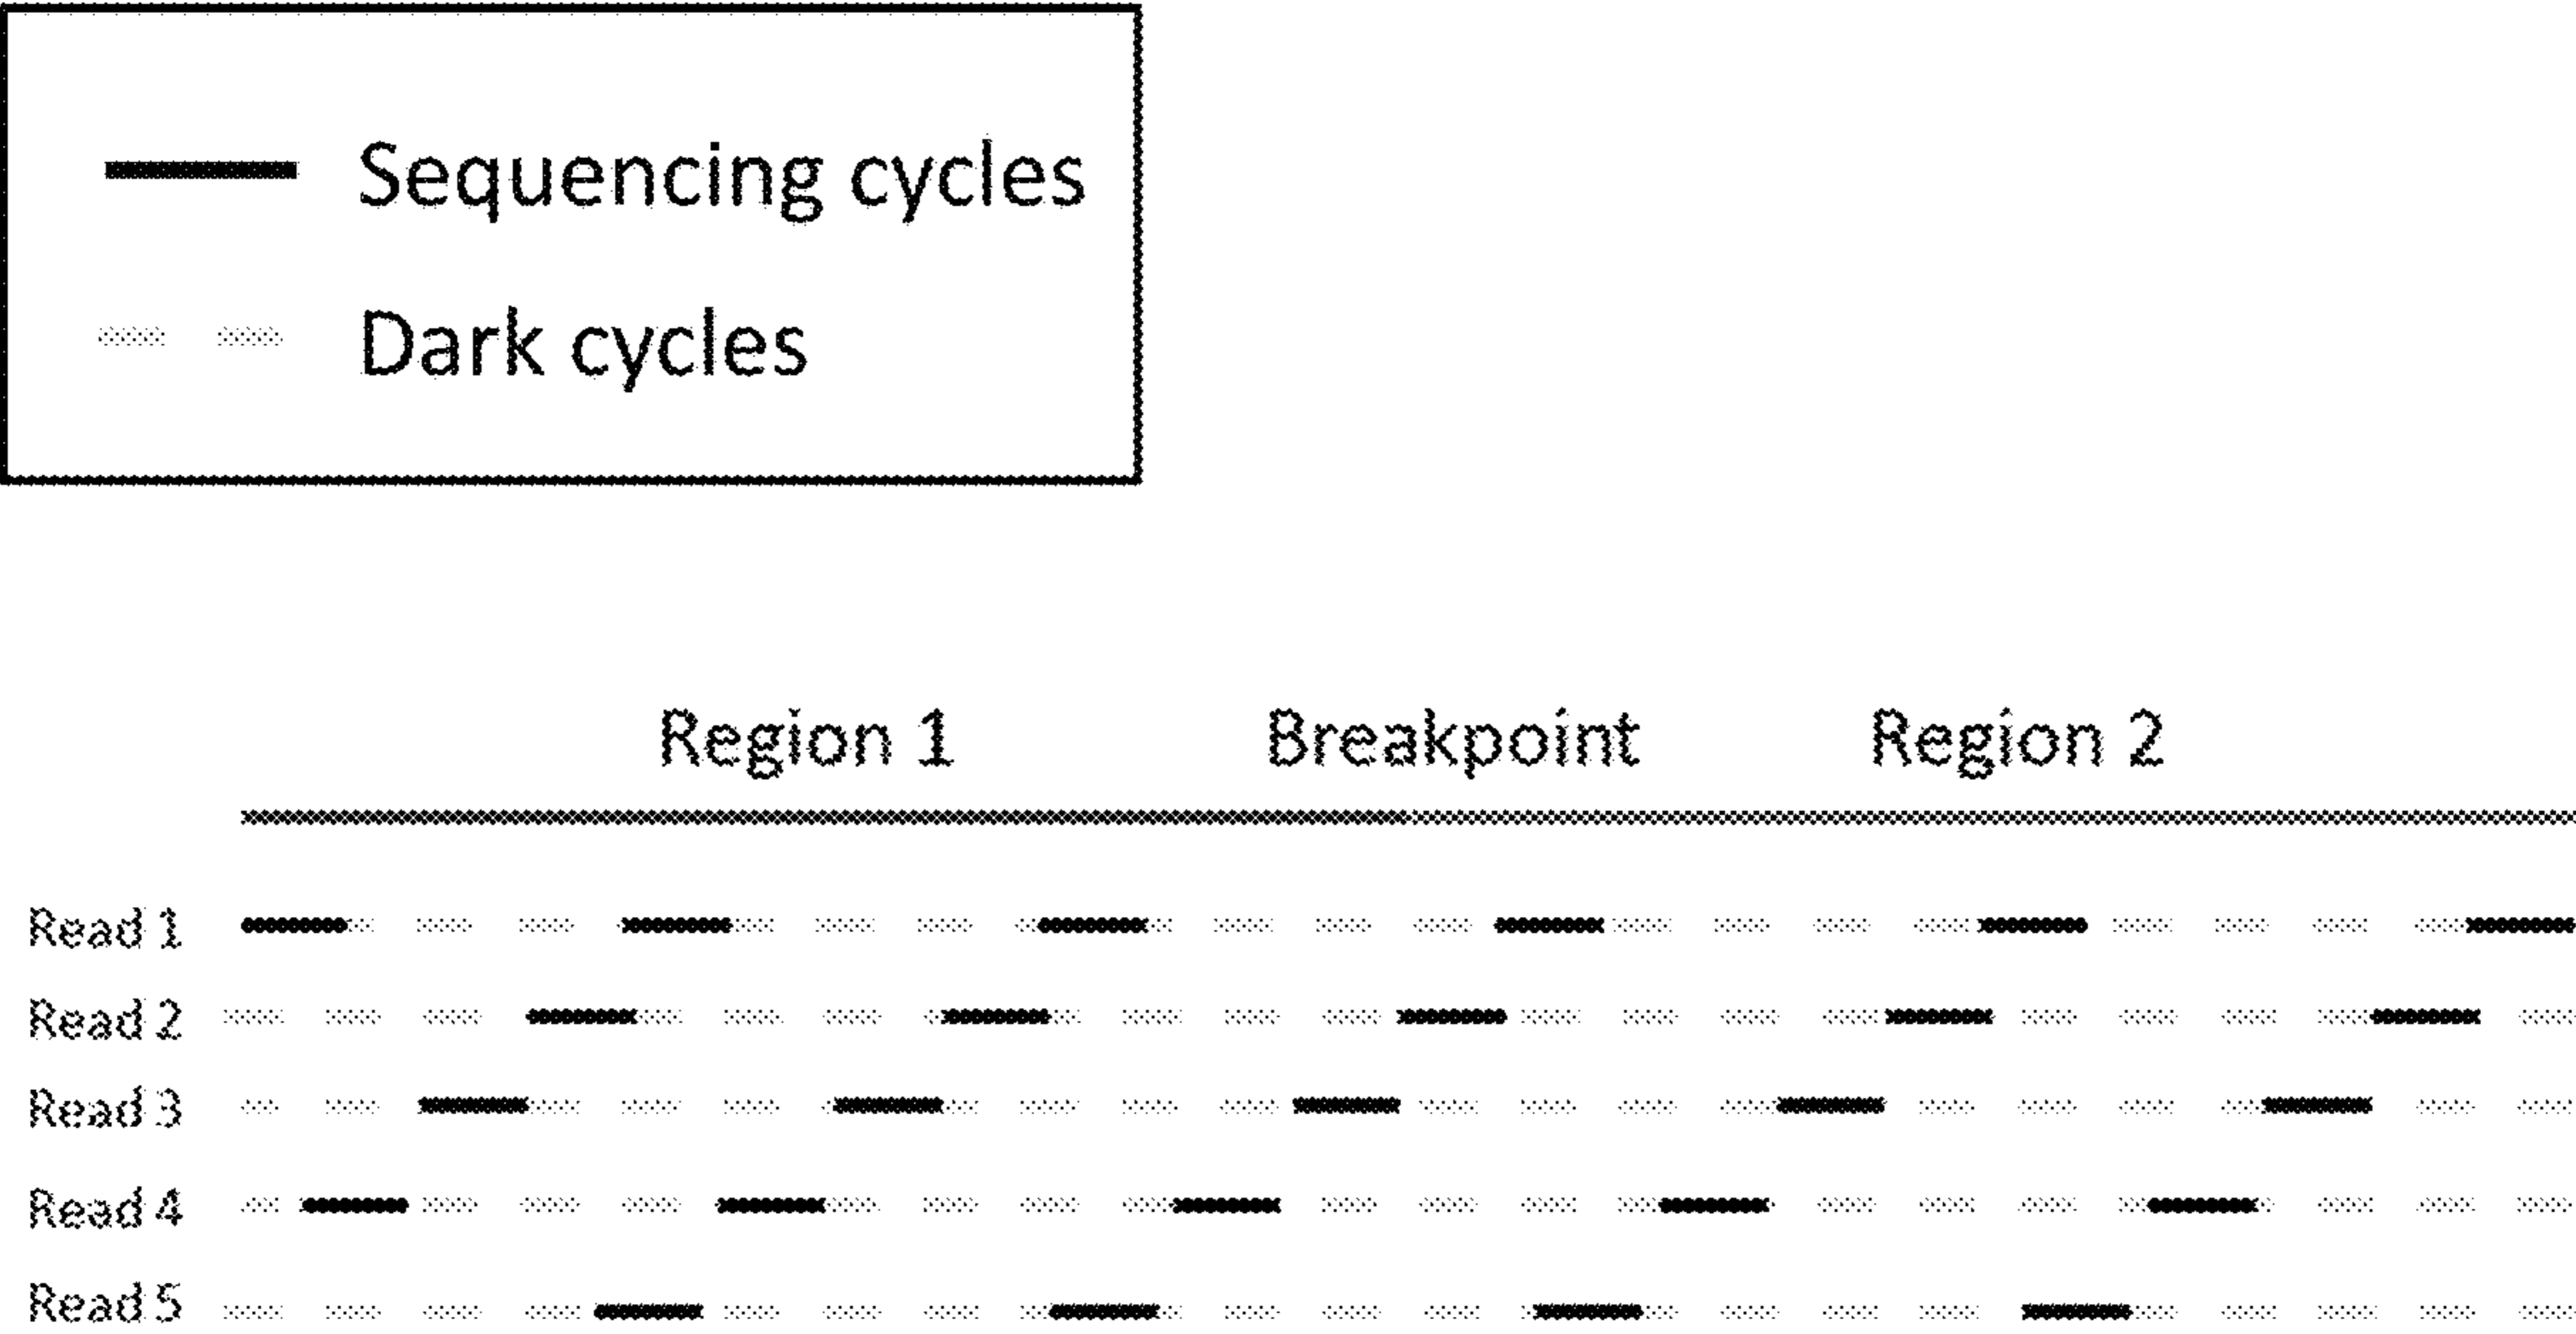 Sequencing cycles
Dark cycles
Region 1 Breakpoint Region 2
Read 1
Read 2
Read 3
Read 4
Read 5